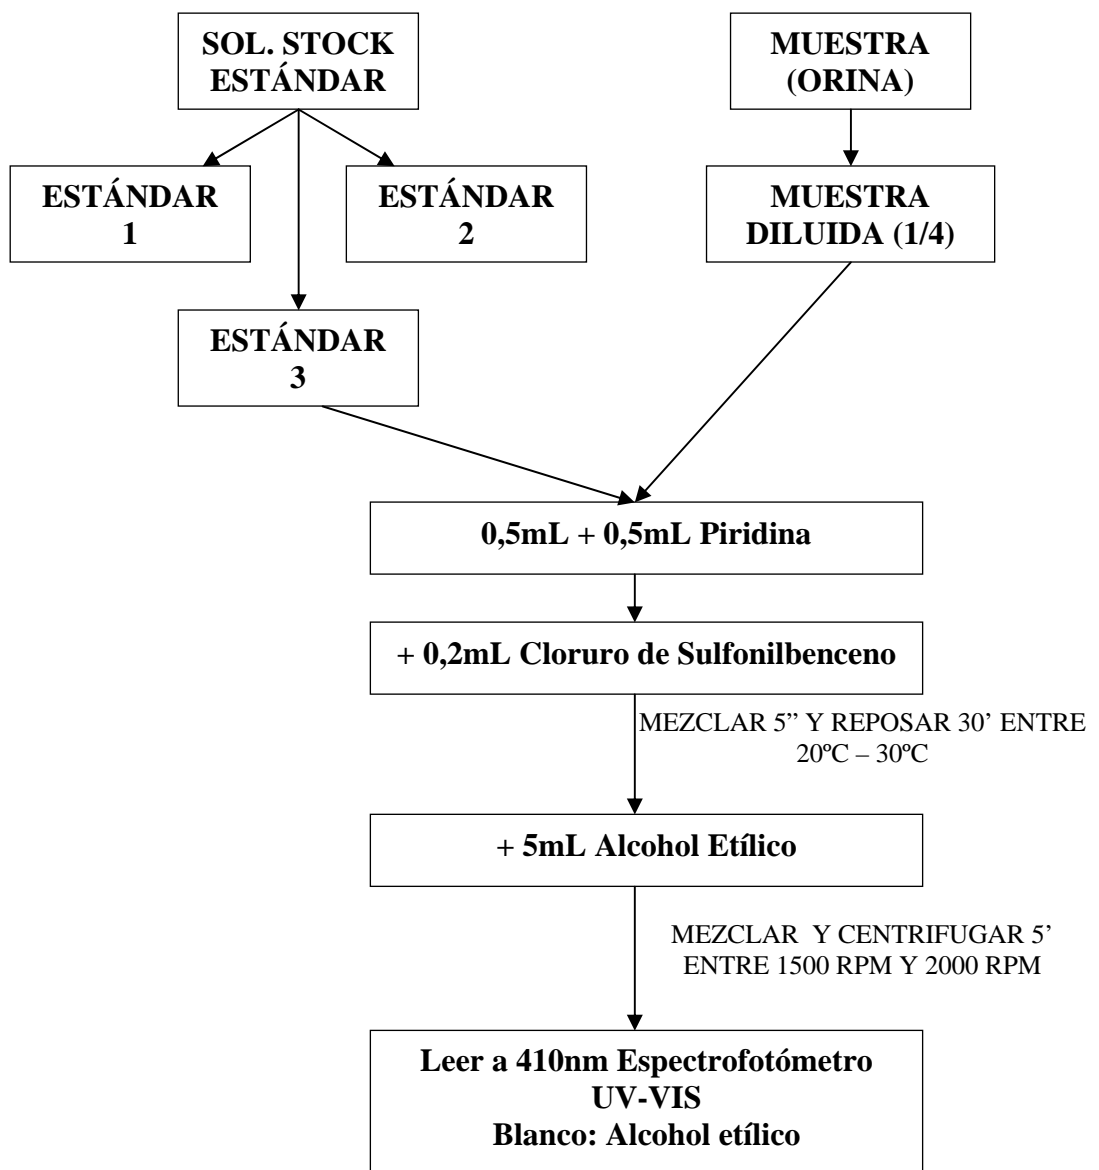 SOL. STOCK
ESTÁNDAR
MUESTRA
(ORINA)
ESTÁNDAR
1
ESTÁNDAR
2
MUESTRA
DILUIDA (1/4)
ESTÁNDAR
3
0,5mL + 0,5mL Piridina
+ 0,2mL Cloruro de Sulfonilbenceno
MEZCLAR 5” Y REPOSAR 30’ ENTRE
20ºC – 30ºC
+ 5mL Alcohol Etílico
MEZCLAR Y CENTRIFUGAR 5’
ENTRE 1500 RPM Y 2000 RPM
Leer a 410nm Espectrofotómetro
UV-VIS
Blanco: Alcohol etílico